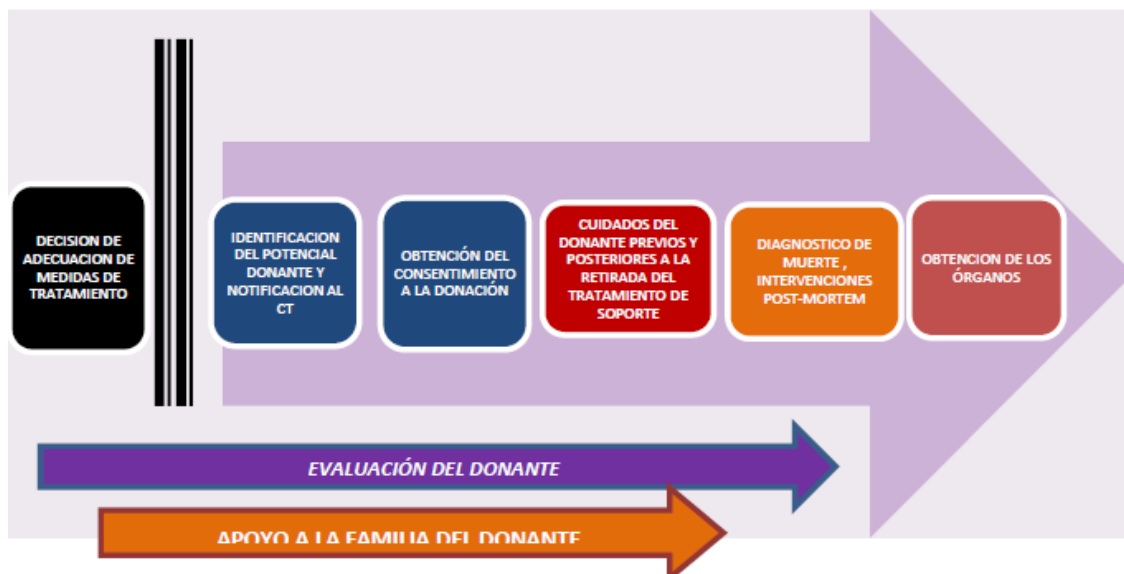 DECISION DE
ADECUACION DE
MEDIDAS DE
TRATAMIENTO
IDENTIFICACION
DEL POTENCIAL
DONANTE Y
NOTIFICACION AL
CT
OBTENCIÓN DEL
CONSENTIMIENTO
A LA DONACIÓN
CUIDADOS DEL
DONANTE PREVIOS Y
POSTERIORES A LA
RETIRADA DEL
TRATAMIENTO DE
SOPORTE
DIAGNOSTICO DE
MUERTE , 
INTERVENCIONES
POST-MORTEM
OBTENCION DE LOS
ÓRGANOS
EVALUACIÓN DEL DONANTE
APOYO A LA FAMILIA DEL DONANTE